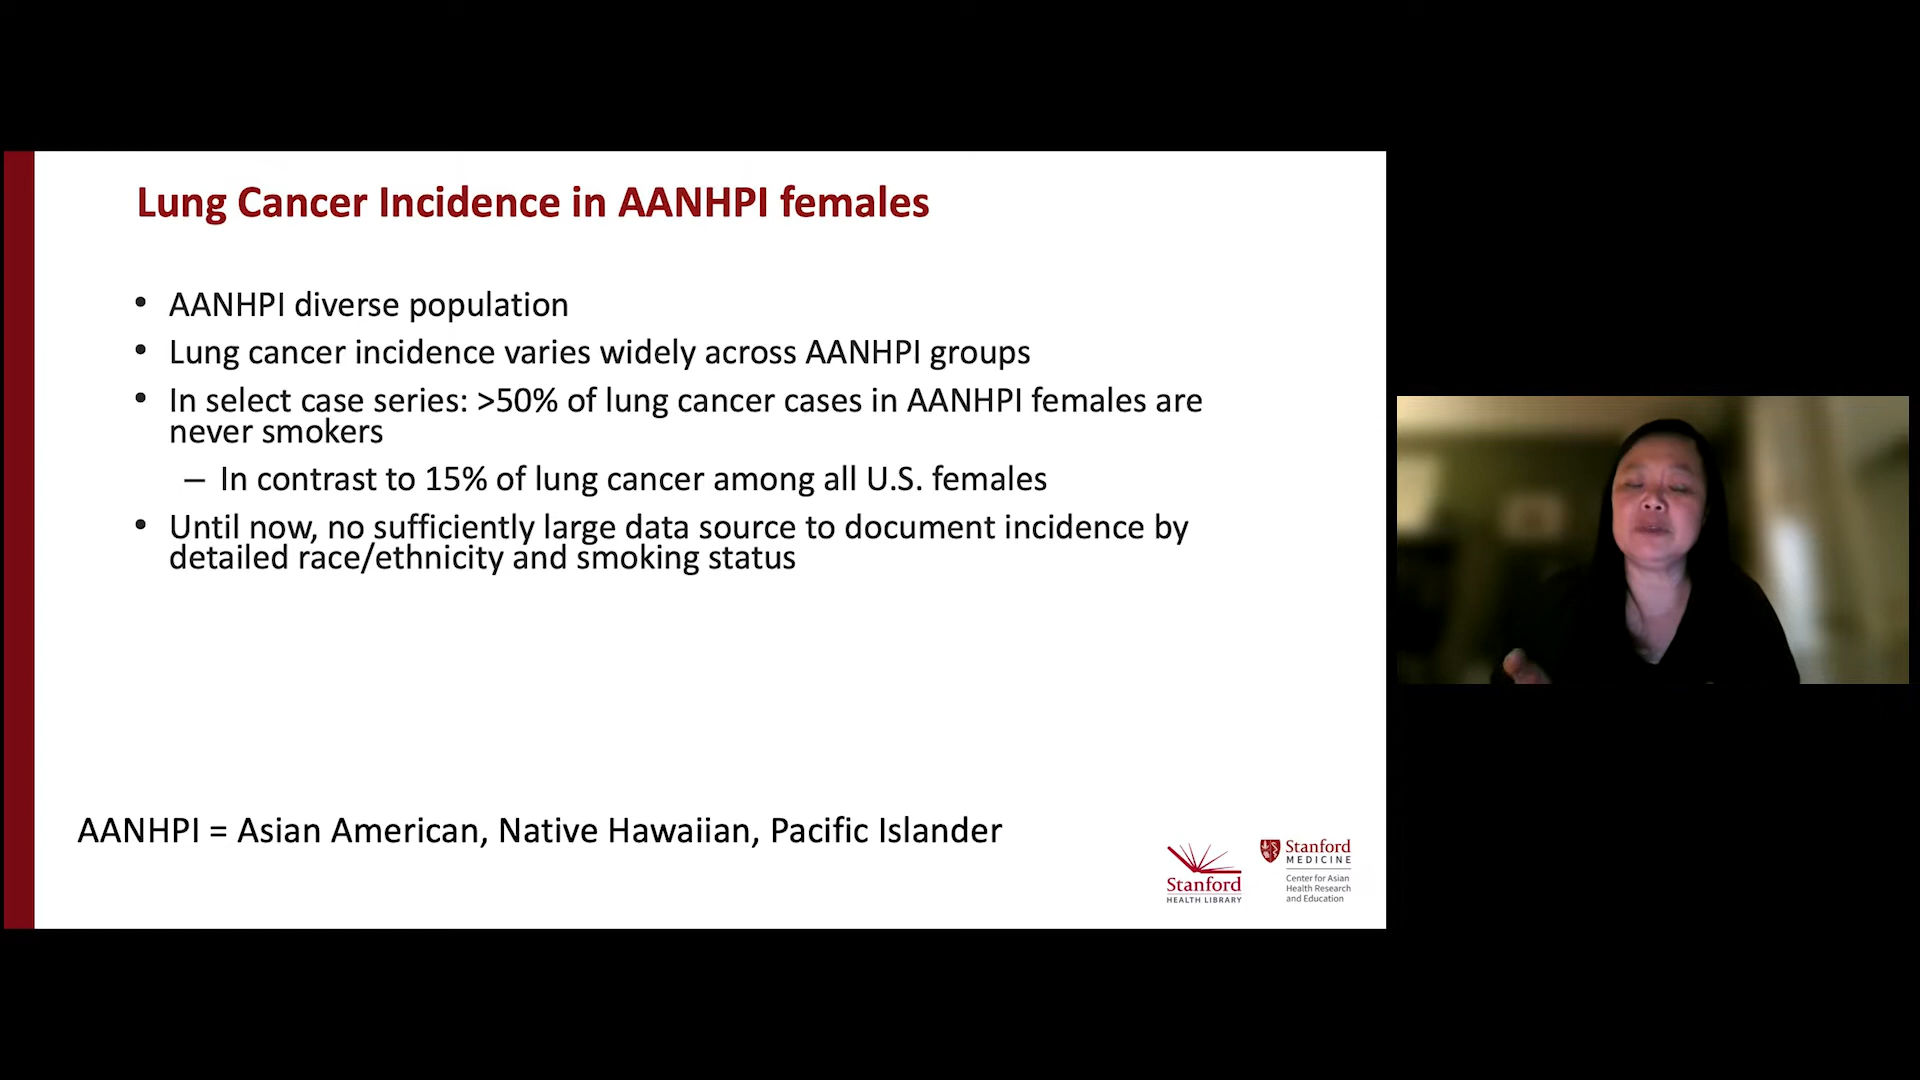 Lung Cancer Incidence in AANHPI females
• AANHPI diverse population
• Lung cancer incidence varies widely across AANHPI groups
• In select case series: >50% of lung cancer cases in AANHPI females are
never smokers
– In contrast to 15% of lung cancer among all U.S. females
• Until now, no sufficiently large data source to document incidence by
detailed race/ethnicity and smoking status
AANHPI = Asian American, Native Hawaiian, Pacific Islander
Stanford
HEALTH LIBRARY
Stanford
MEDICINE
Center for Asian
Health Research
and Education